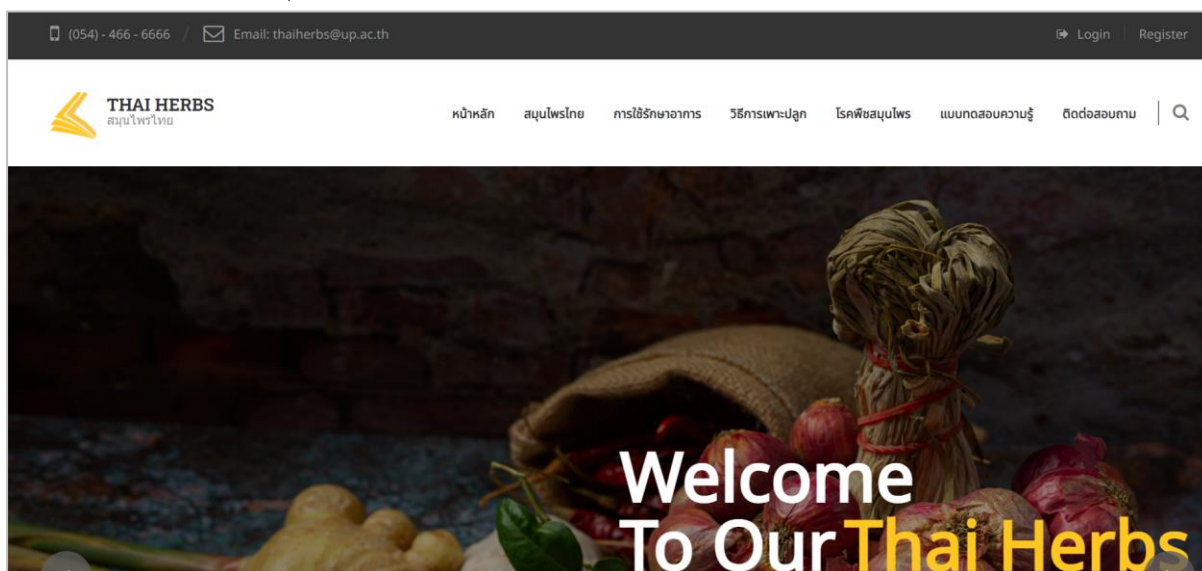 (054) - 466 - 6666 / Email: thaiherbs@up.ac.th Login Register
THAI HERBS
สมุนไพรไทย
หน้าหลัก สมุนไพรไทย การใช้รักษาอาการ วิธีการเพาะปลูก โรคพืชสมุนไพร แบบทดสอบความรู้ ติดต่อสอบถาม
Welcome
To Our Thai Herbs